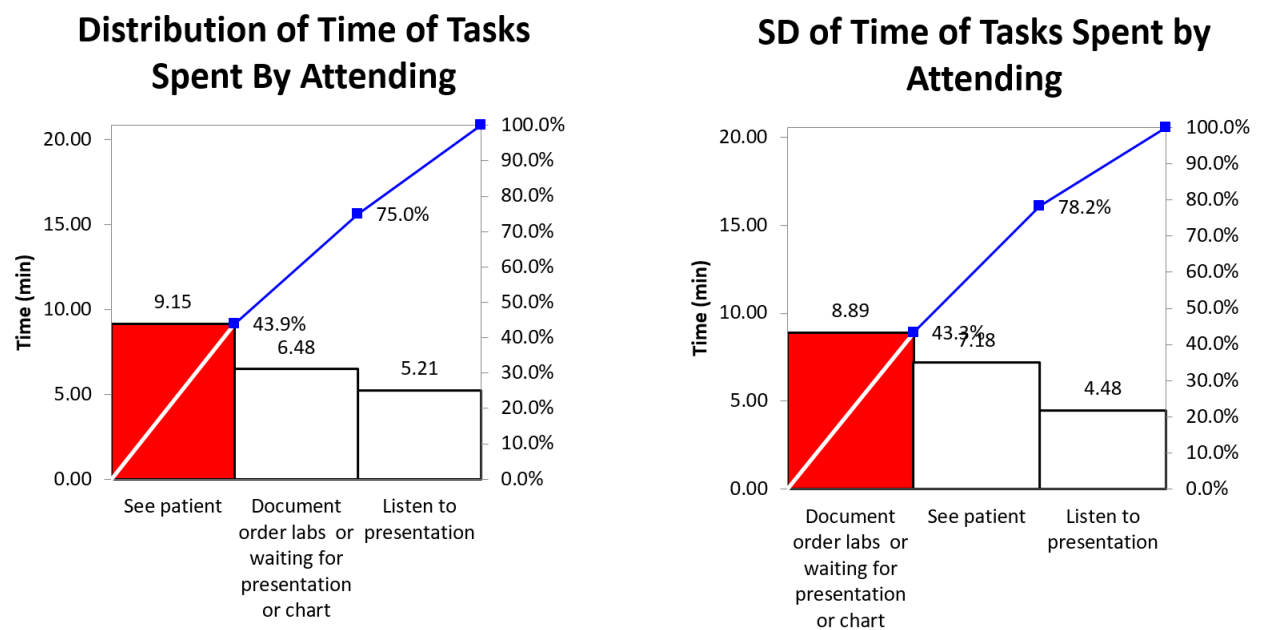 Distribution of Time of Tasks
Spent By Attending
20.00
15.00
10.00
5.00
0.00
Time (min)
9.15
6.48
5.21
43.9%
75.0%
100.0%
90.0%
80.0%
70.0%
60.0%
50.0%
40.0%
30.0%
20.0%
10.0%
0.0%
See patient
Document
order labs or
waiting for
presentation
or chart
Listen to
presentation
SD of Time of Tasks Spent by
Attending
20.00
15.00
10.00
5.00
0.00
Time (min)
8.89
7.18
4.48
43.3%
78.2%
100.0%
90.0%
80.0%
70.0%
60.0%
50.0%
40.0%
30.0%
20.0%
10.0%
0.0%
Document
order labs or
waiting for
presentation
or chart
See patient
Listen to
presentation